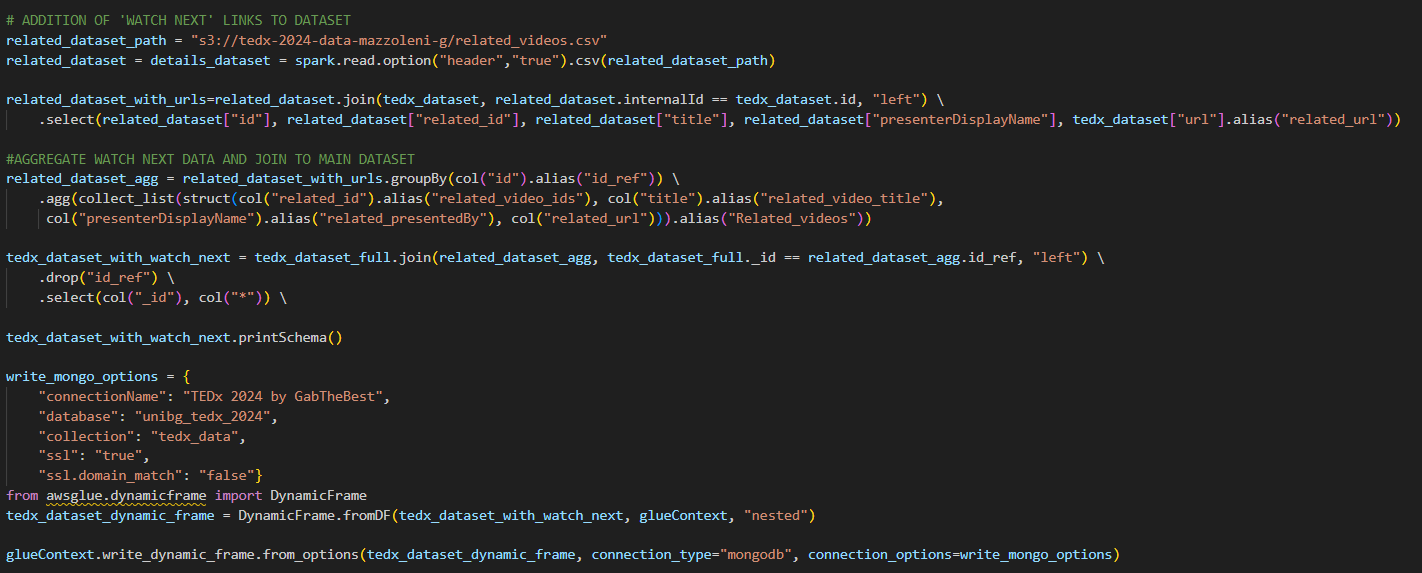 # ADDITION OF 'WATCH NEXT' LINKS TO DATASET
related_dataset_path = "s3://tedx-2024-data-mazzoleni-g/related_videos.csv"
related_dataset = details_dataset = spark.read.option("header","true").csv(related_dataset_path)
related_dataset_with_urls=related_dataset.join(tedx_dataset, related_dataset.internalId == tedx_dataset.id, "left") \
.select(related_dataset["id"], related_dataset["related_id"], related_dataset["title"], related_dataset["presenterDisplayName"], tedx_dataset["url"].alias("related_url"))
#AGGREGATE WATCH NEXT DATA AND JOIN TO MAIN DATASET
related_dataset_agg = related_dataset_with_urls.groupBy(col("id").alias("id_ref")) \
.agg(collect_list(struct(col("related_id").alias("related_video_ids"), col("title").alias("related_video_title"),
col("presenterDisplayName").alias("related_presentedBy"), col("related_url"))).alias("Related_videos"))
tedx_dataset_with_watch_next = tedx_dataset_full.join(related_dataset_agg, tedx_dataset_full._id == related_dataset_agg.id_ref, "left") \
.drop("id_ref") \
.select(col("_id"), col("*")) \
tedx_dataset_with_watch_next.printSchema()
write_mongo_options = {
"connectionName": "TEDx 2024 by GabTheBest",
"database": "unibg_tedx_2024",
"collection": "tedx_data",
"ssl": "true",
"ssl.domain_match": "false"}
from awsglue.dynamicframe import DynamicFrame
tedx_dataset_dynamic_frame = DynamicFrame.fromDF(tedx_dataset_with_watch_next, glueContext, "nested")
glueContext.write_dynamic_frame.from_options(tedx_dataset_dynamic_frame, connection_type="mongodb", connection_options=write_mongo_options)